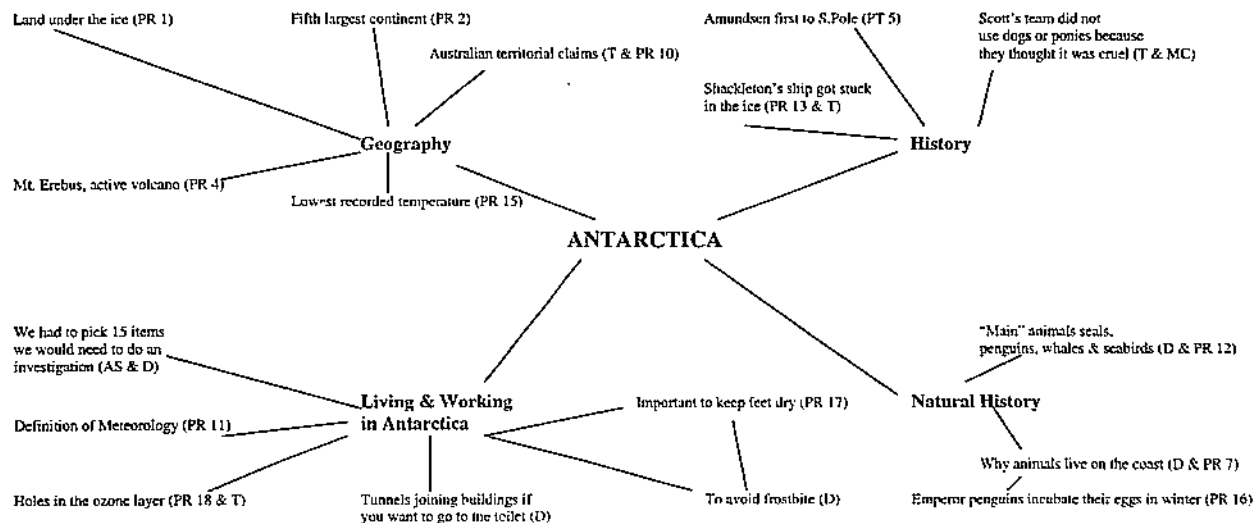 Land under the ice (PR 1)
Fifth largest continent (PR 2)
Australian territorial claims (T & PR 10)
Geography
Mt. Erebus, active volcano (PR 4)
Lowest recorded temperature (PR 15)
Amundsen first to S.Pole (PT 5)
Scott's team did not
use dogs or ponies because
they thought it was cruel (T & MC)
Shackleton's ship got stuck
in the ice (PR 13 & T)
History
ANTARCTICA
We had to pick 15 items
we would need to do an
investigation (AS & D)
Living & Working
in Antarctica
Definition of Meteorology (PR 11)
Holes in the ozone layer (PR 18 & T)
Tunnels joining buildings if
you want to go to the toilet (D)
Important to keep feet dry (PR 17)
To avoid frostbite (D)
"Main" animals seals,
penguins, whales & seabirds (D & PR 12)
Natural History
Why animals live on the coast (D & PR 7)
Emperor penguins incubate their eggs in winter (PR 16)